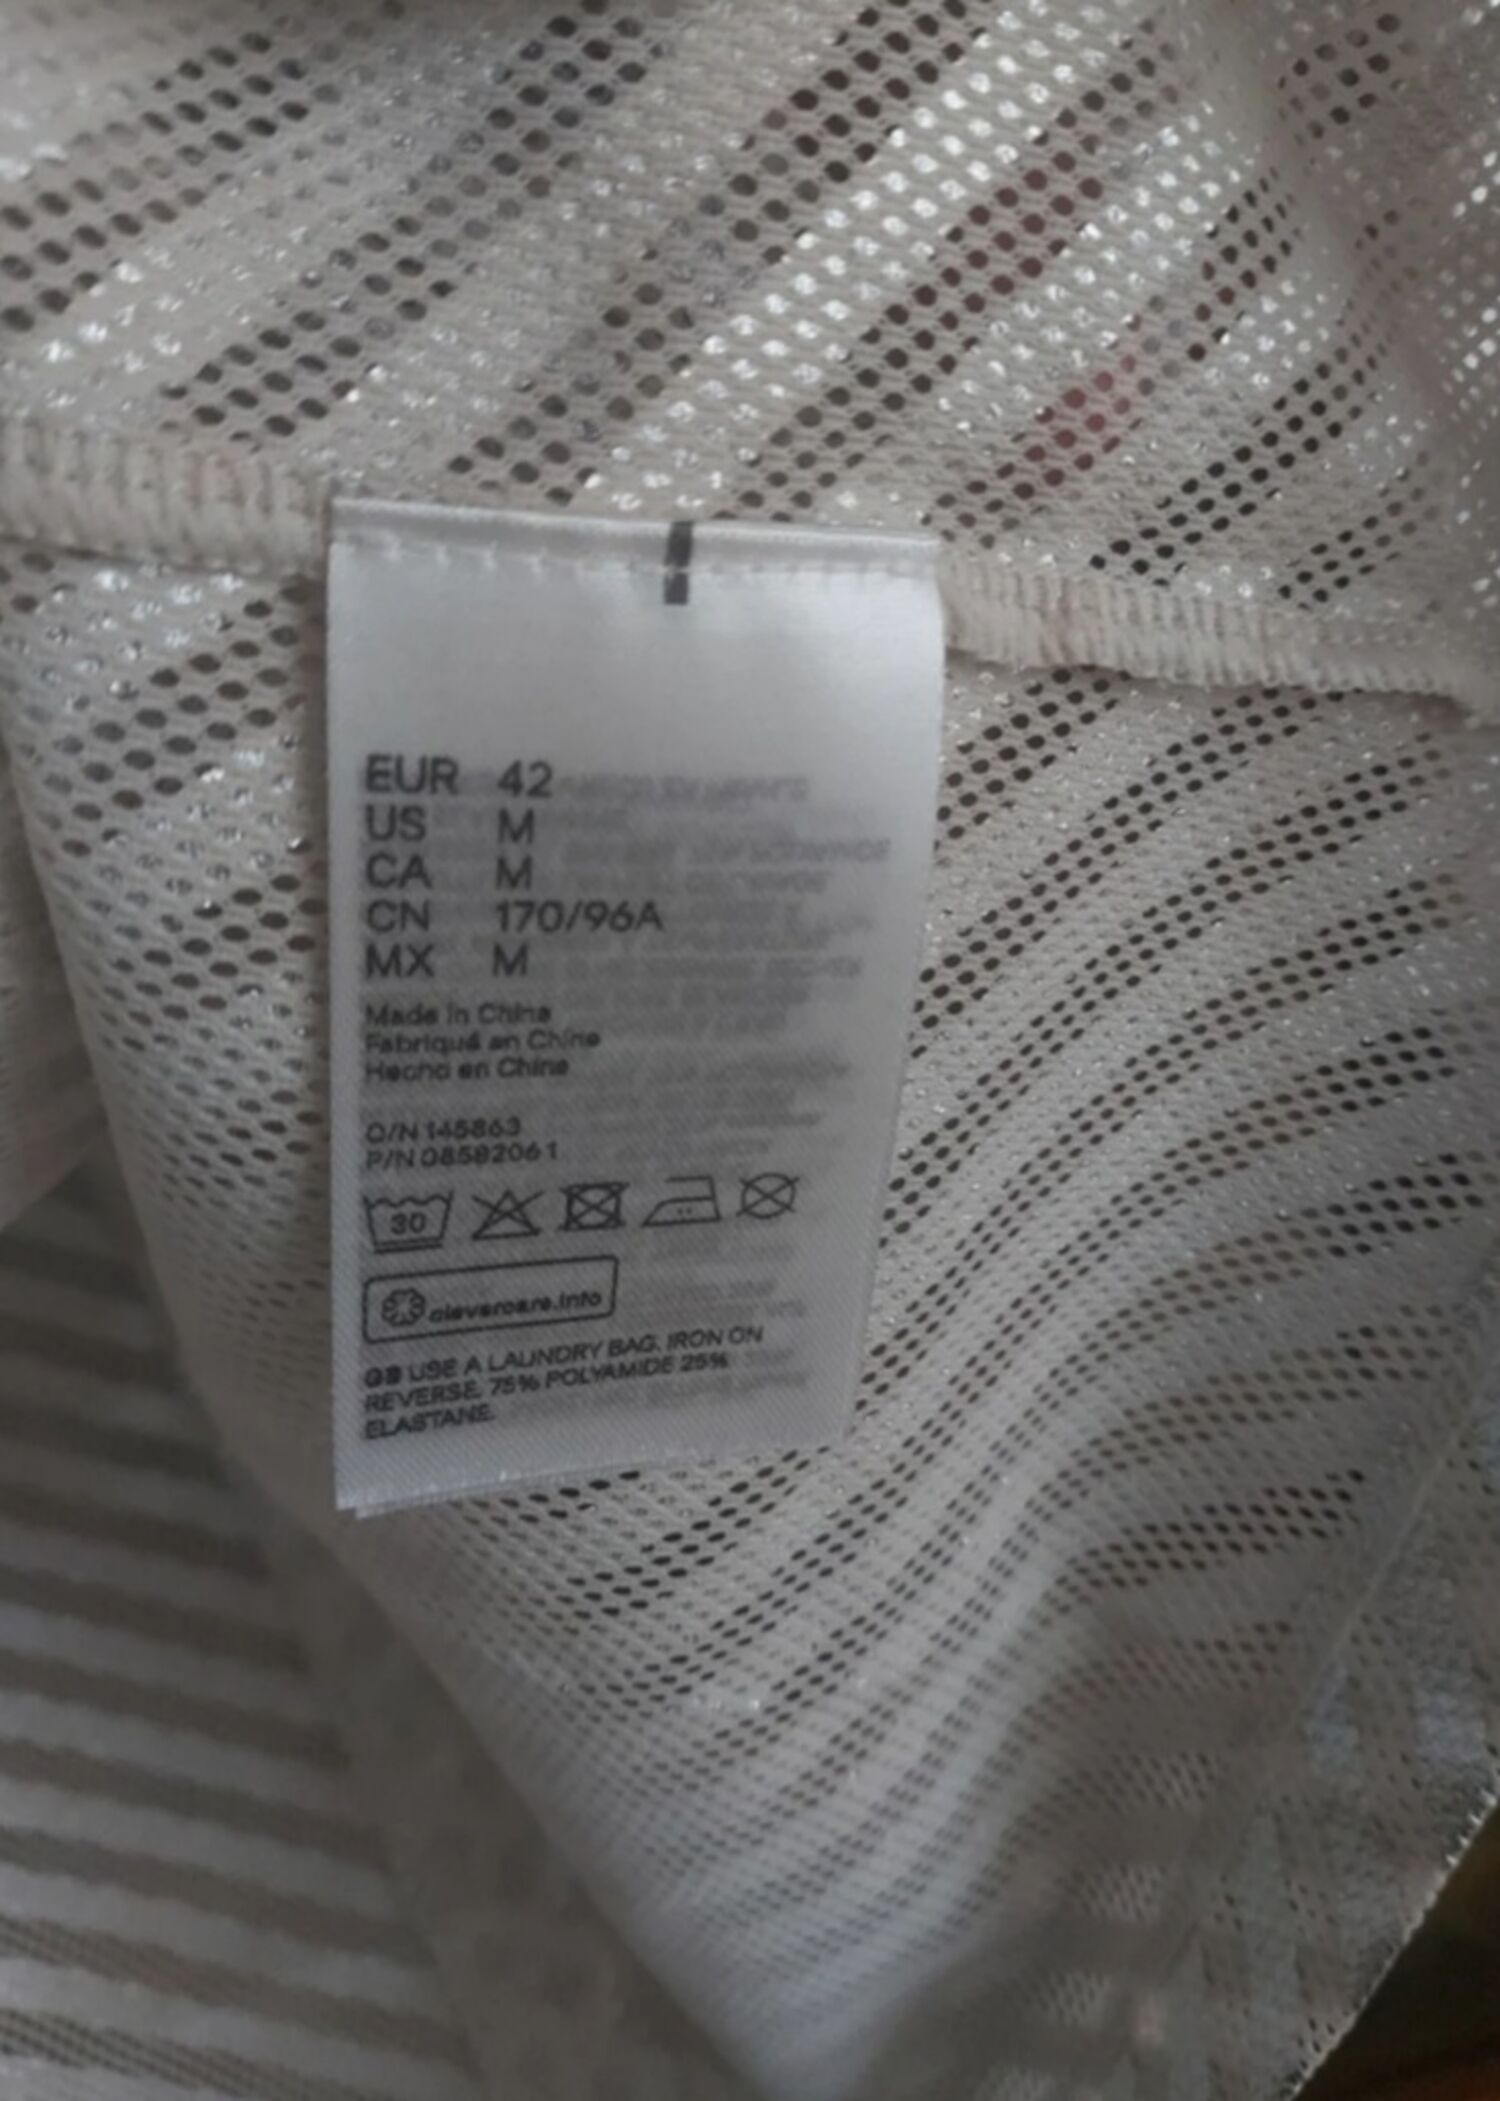 EUR 42
US M
CA M
CN 170/96A
MX M
Made in China
Fabriqué en Chine
Hecho en China
O/N 145863
P/N 08582061
30
clevercare.info
GB USE A LAUNDRY BAG. IRON ON
REVERSE. 75% POLYAMIDE 25%
ELASTANE.